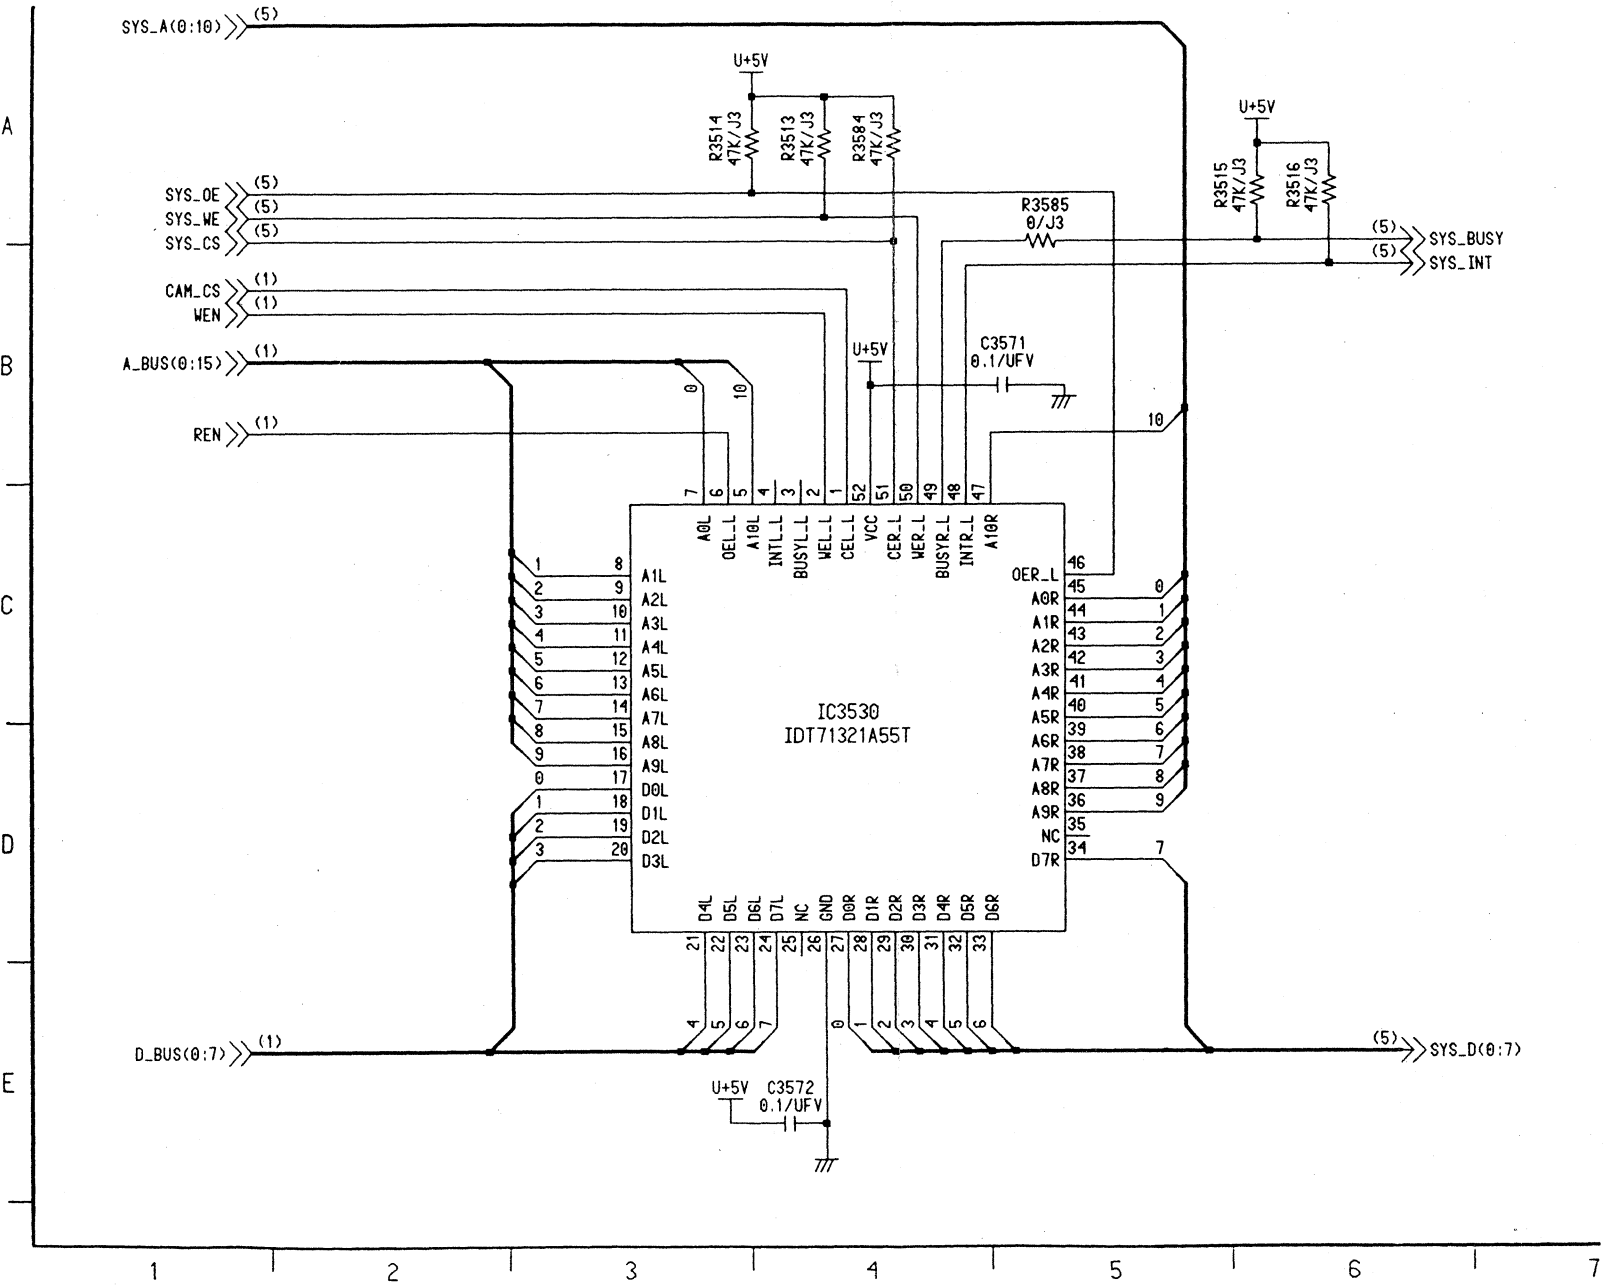 SYS_A(0:10) (5)
U+5V
U+5V
A
R3514 47K/J3
R3513 47K/J3
R3584 47K/J3
R3515 47K/J3
R3516 47K/J3
SYS_OE (5)
SYS_WE (5)
SYS_CS (5)
R3585
0/J3
(5) SYS_BUSY
(5) SYS_INT
CAM_CS (1)
WEN (1)
U+5V
C3571
0.1/UFV
B
A_BUS(0:15) (1)
0 10
10
REN (1)
7 6 5 4 3 2 1 52 51 50 49 48 47
A0L OEL_L A10L INTL_L BUSYL_L WEL_L CEL_L VCC CER_L WER_L BUSYR_L INTR_L A10R
1 8 A1L
2 9 A2L
3 10 A3L
4 11 A4L
5 12 A5L
6 13 A6L
7 14 A7L
8 15 A8L
9 16 A9L
0 17 D0L
1 18 D1L
2 19 D2L
3 20 D3L
C
IC3530
IDT71321A55T
OER_L 46
A0R 45 0
A1R 44 1
A2R 43 2
A3R 42 3
A4R 41 4
A5R 40 5
A6R 39 6
A7R 38 7
A8R 37 8
A9R 36 9
NC 35
D7R 34 7
D
D4L D5L D6L D7L NC GND D0R D1R D2R D3R D4R D5R D6R
21 22 23 24 25 26 27 28 29 30 31 32 33
4 5 6 7 0 1 2 3 4 5 6
D_BUS(0:7) (1)
(5) SYS_D(0:7)
E
U+5V
C3572
0.1/UFV
1 2 3 4 5 6 7